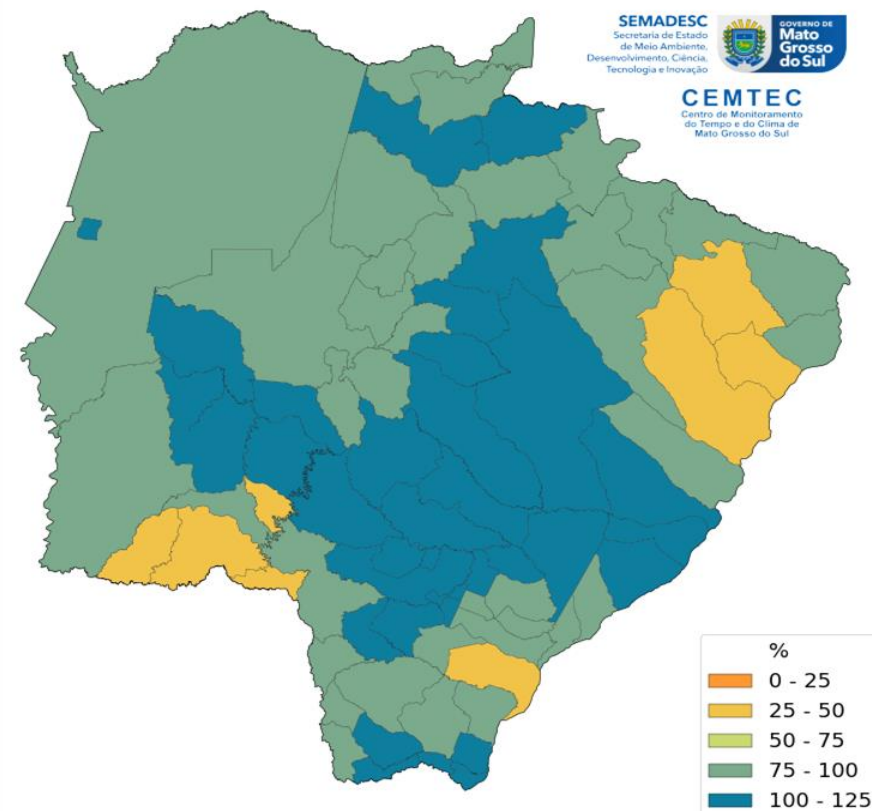 SEMADESC
Secretaria de Estado
de Meio Ambiente,
Desenvolvimento, Ciência,
Tecnologia e Inovação
GOVERNO DE
Mato
Grosso
do Sul
CEMTEC
Centro de Monitoramento
do Tempo e do Clima de
Mato Grosso do Sul
%
0 - 25
25 - 50
50 - 75
75 - 100
100 - 125